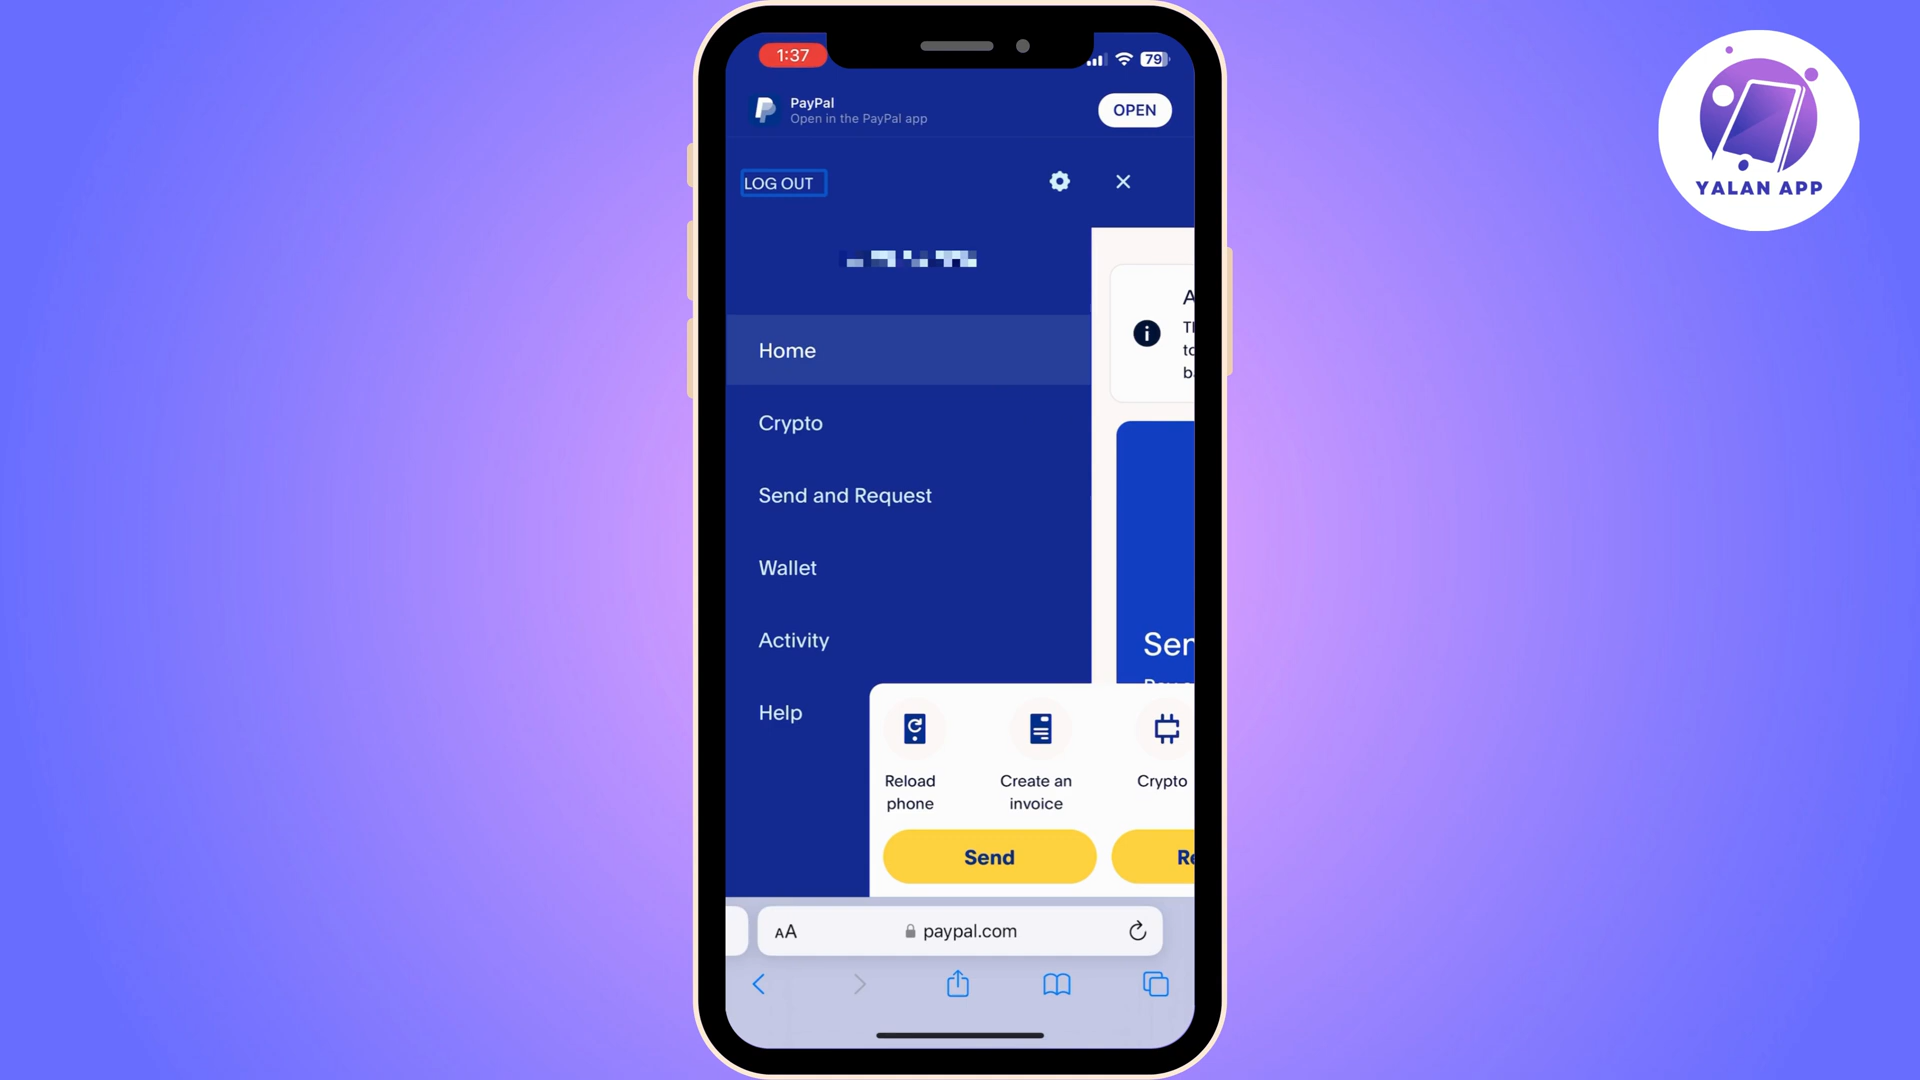 1:37
79
PayPal
Open in the PayPal app
OPEN
LOG OUT
YALAN APP
Home
Crypto
Send and Request
Wallet
Activity
Help
Reload
phone
Create an
invoice
Crypto
Send
AA
paypal.com